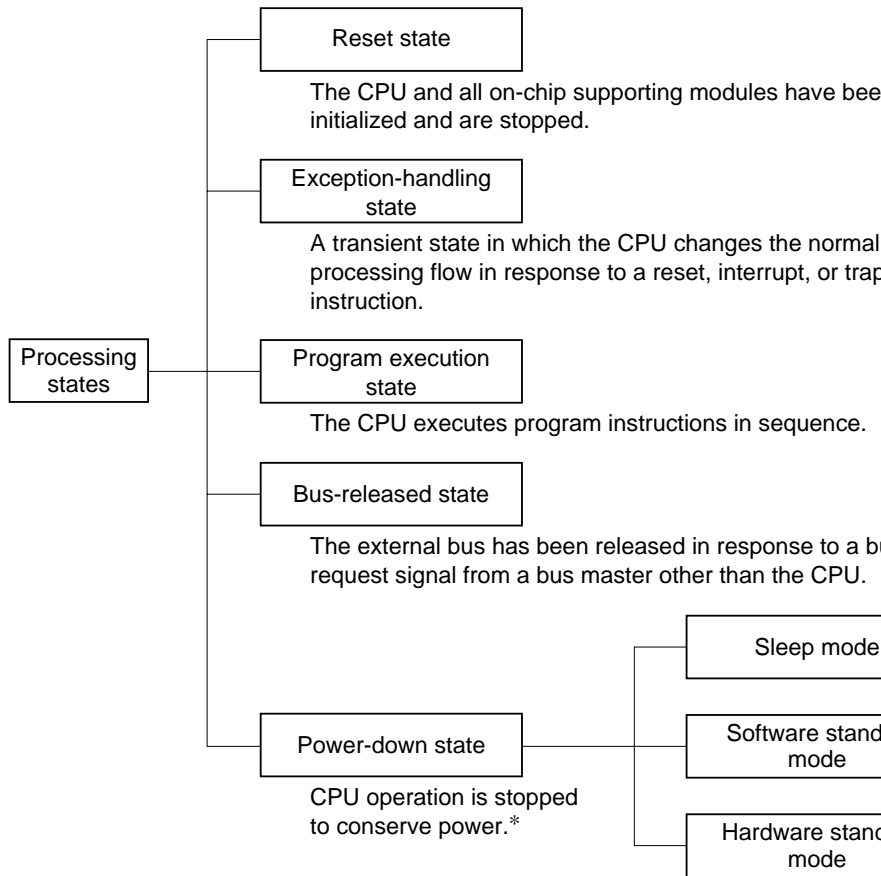 Reset state
The CPU and all on-chip supporting modules have
initialized and are stopped.
Exception-handling
state
A transient state in which the CPU changes the normal
processing flow in response to a reset, interrupt, or trap
instruction.
Processing
states
Program execution
state
The CPU executes program instructions in sequence.
Bus-released state
The external bus has been released in response to a
request signal from a bus master other than the CPU.
Sleep mode
Power-down state
Software
mode
CPU operation is stopped
to conserve power.*
Hardware
mode